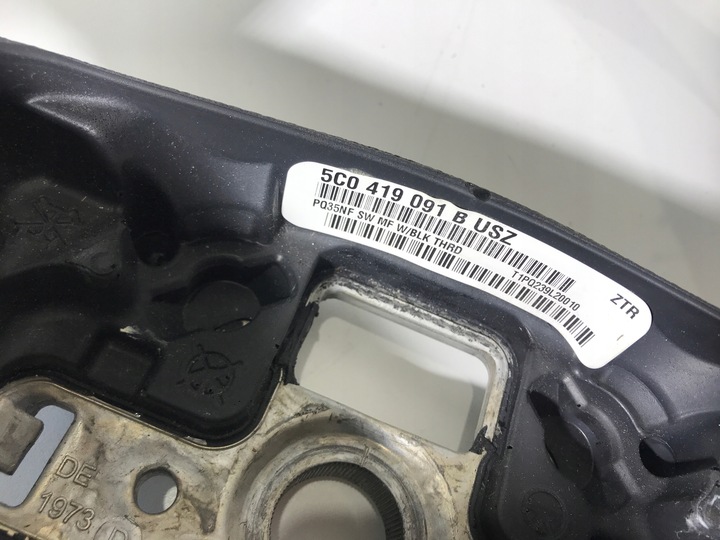 5C0 419 091 B USZ
PQ35NF SW MF W/BLK THRD
T1P0239L20010
ZTR
DE
1973